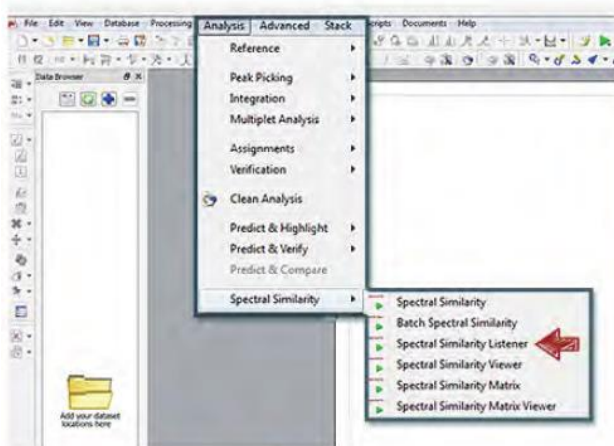 File Edit View Database Processing Analysis Advanced Stack Scripts Documents Help
Data Browser
Reference
Peak Picking
Integration
Multiplet Analysis
Assignments
Verification
Clean Analysis
Predict & Highlight
Predict & Verify
Predict & Compare
Spectral Similarity
Spectral Similarity
Batch Spectral Similarity
Spectral Similarity Listener
Spectral Similarity Viewer
Spectral Similarity Matrix
Spectral Similarity Matrix Viewer
Add your dataset
locations here